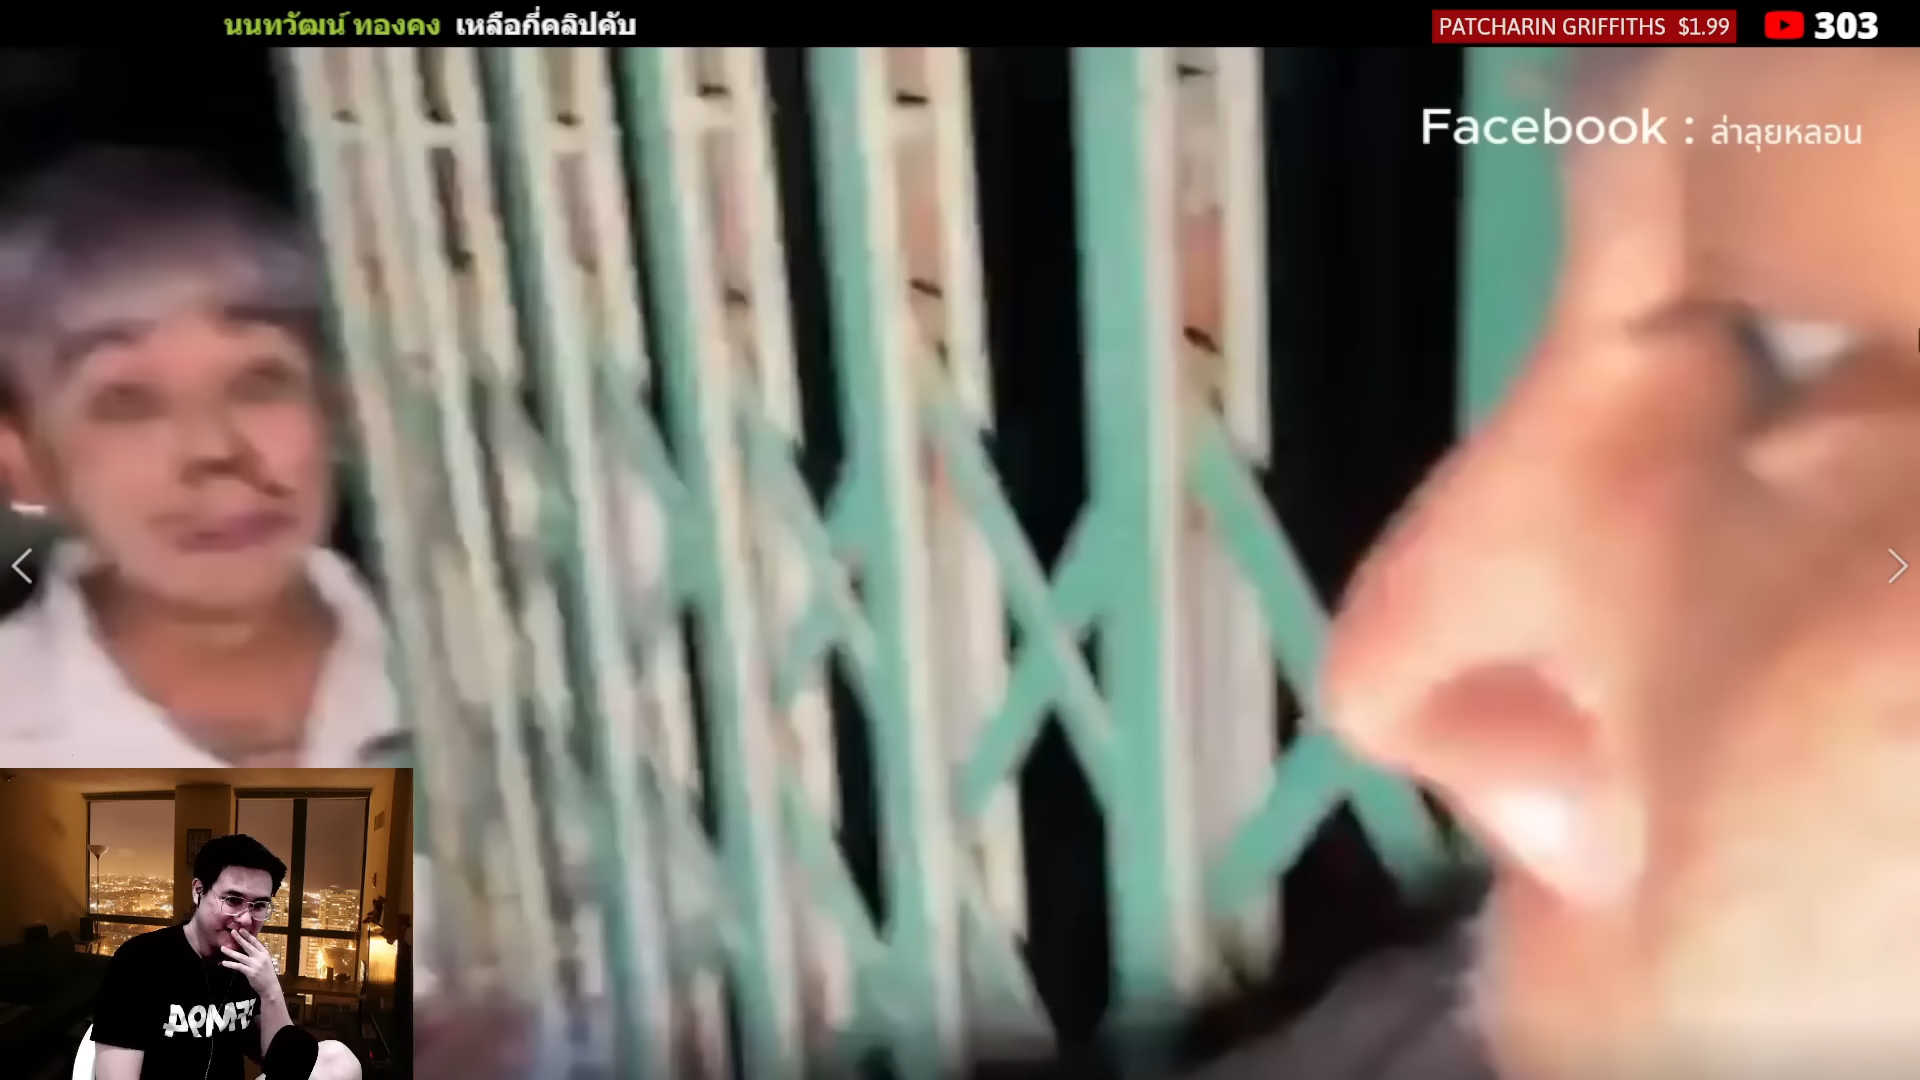 นนทวัฒน์ ทองคง เหลือกี่คลิปคับ
PATCHARIN GRIFFITHS $1.99
303
Facebook : ล่าลุยหลอน